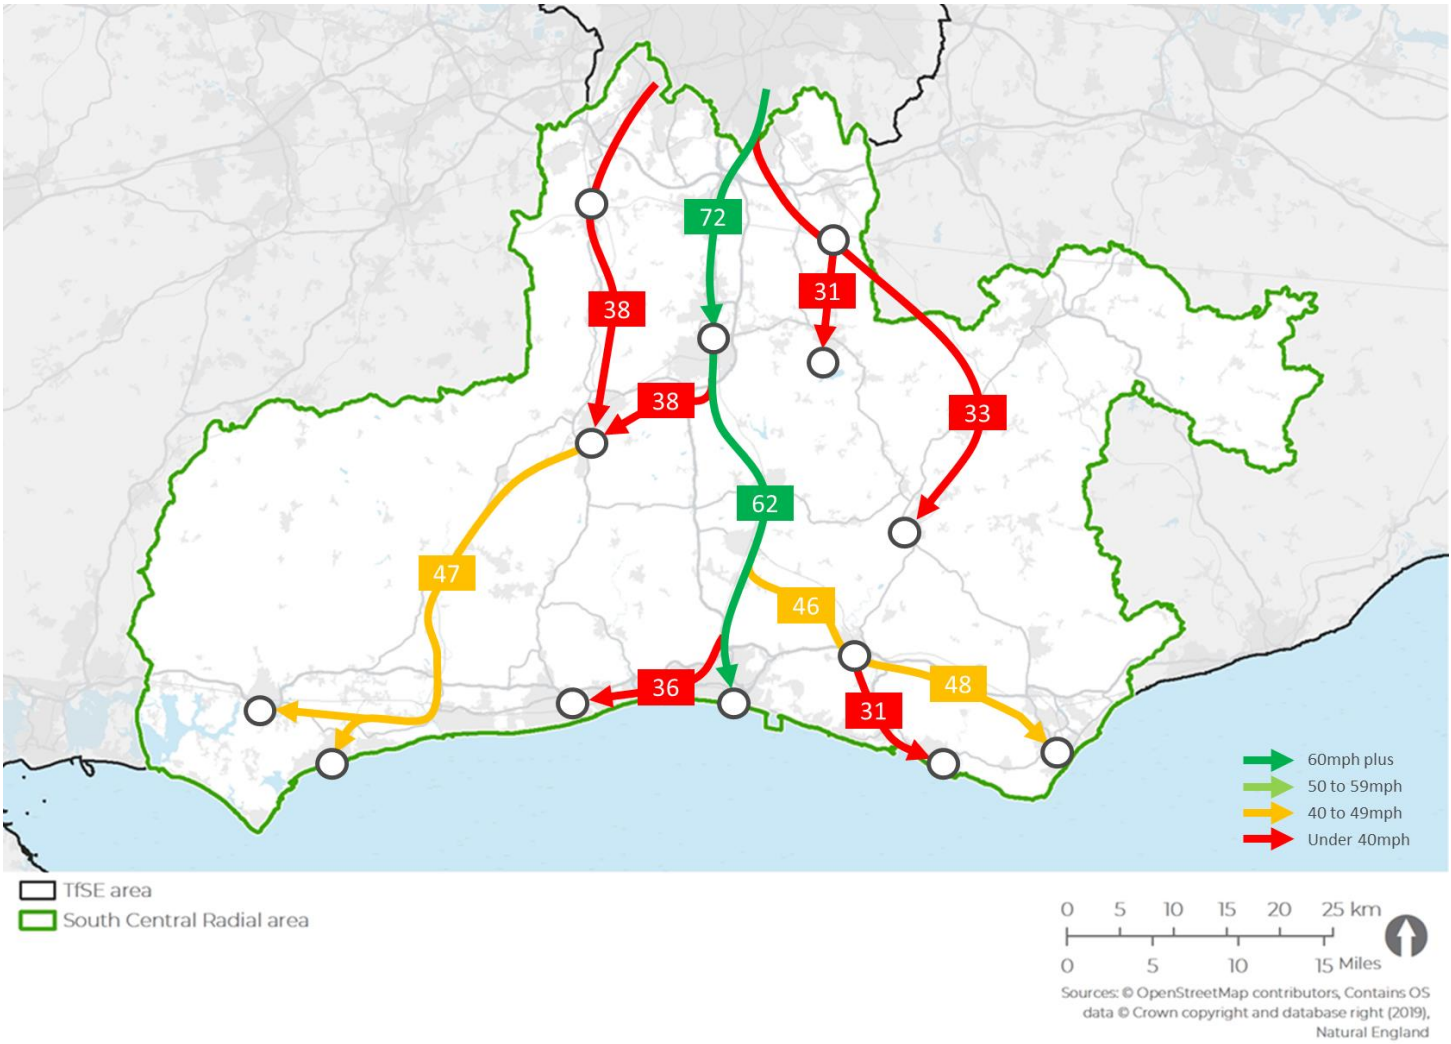 72
31
38
38
33
62
47
46
48
36
31
60mph plus
50 to 59mph
40 to 49mph
Under 40mph
TfSE area
South Central Radial area
0 5 10 15 20 25 km
0 5 10 15 Miles
Sources: © OpenStreetMap contributors, Contains OS
data © Crown copyright and database right (2019),
Natural England